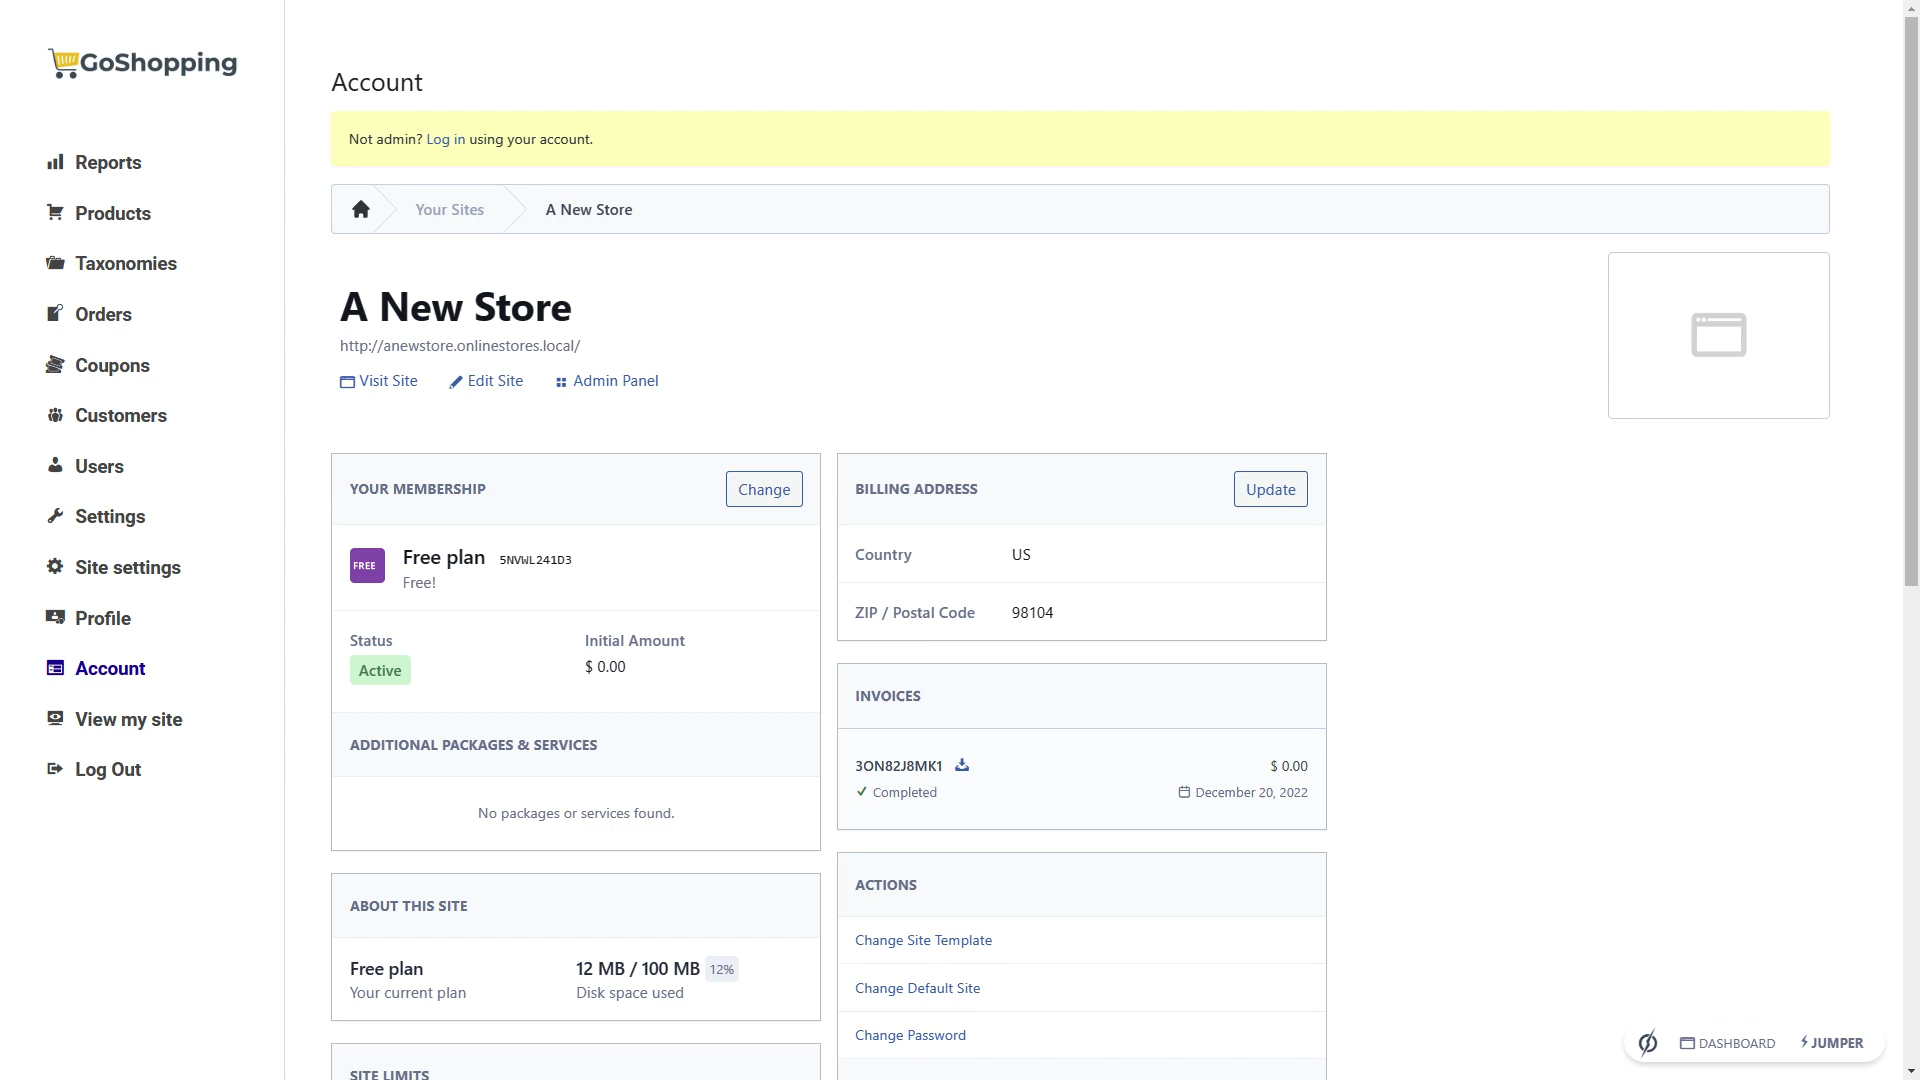 GoShopping
Reports
Products
Taxonomies
Orders
Coupons
Customers
Users
Settings
Site settings
Profile
Account
View my site
Log Out
Account
Not admin? Log in using your account.
Your Sites
A New Store
A New Store
http://anewstore.onlinestores.local/
Visit Site
Edit Site
Admin Panel
YOUR MEMBERSHIP
Change
FREE
Free plan 5NVWL241D3
Free!
Status
Initial Amount
Active
$ 0.00
ADDITIONAL PACKAGES & SERVICES
No packages or services found.
ABOUT THIS SITE
Free plan
Your current plan
12 MB / 100 MB 12%
Disk space used
SITE LIMITS
BILLING ADDRESS
Update
Country US
ZIP / Postal Code 98104
INVOICES
3ON82J8MK1
$ 0.00
Completed
December 20, 2022
ACTIONS
Change Site Template
Change Default Site
Change Password
DASHBOARD
JUMPER